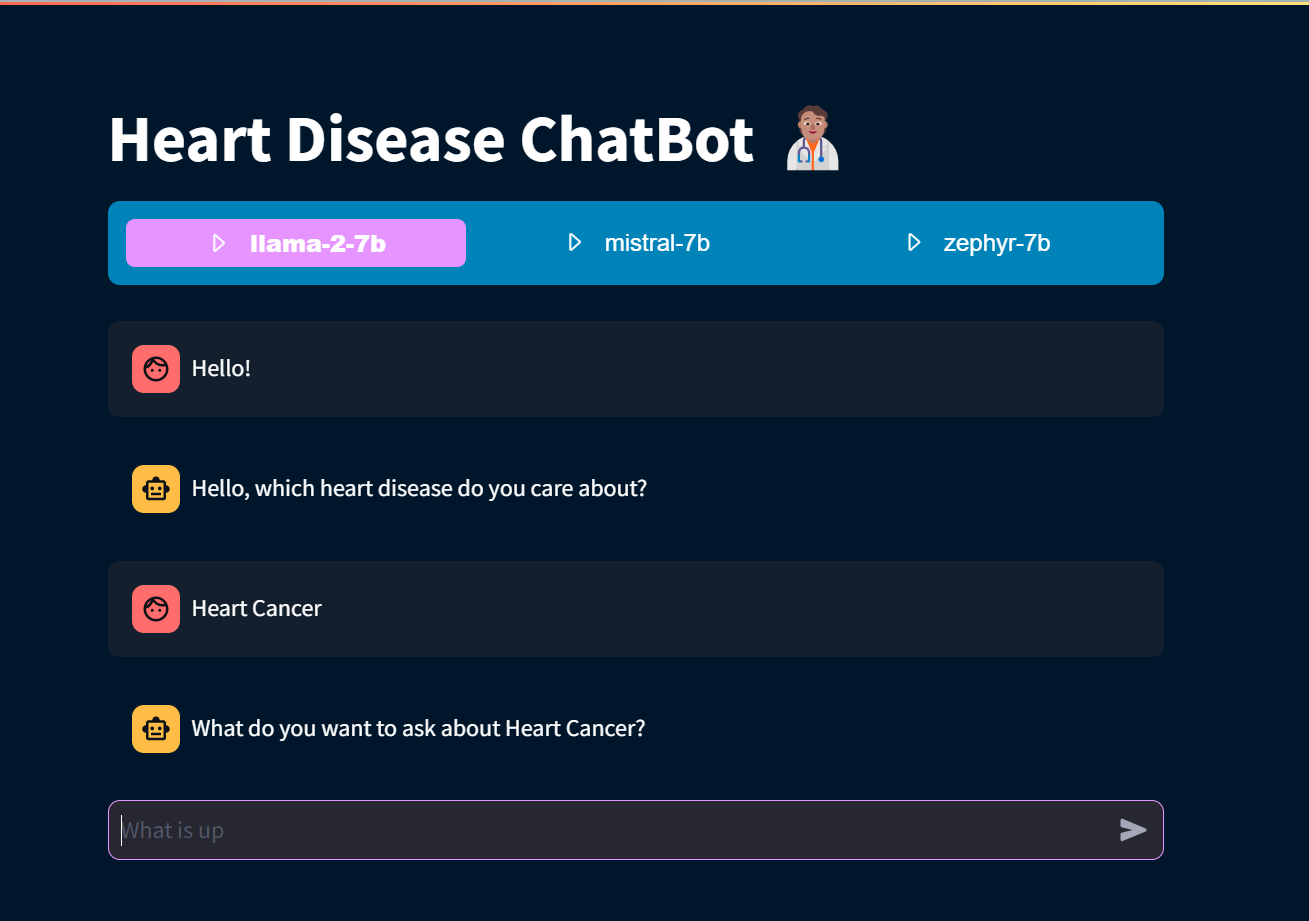 Heart Disease ChatBot
llama-2-7b
mistral-7b
zephyr-7b
Hello!
Hello, which heart disease do you care about?
Heart Cancer
What do you want to ask about Heart Cancer?
What is up